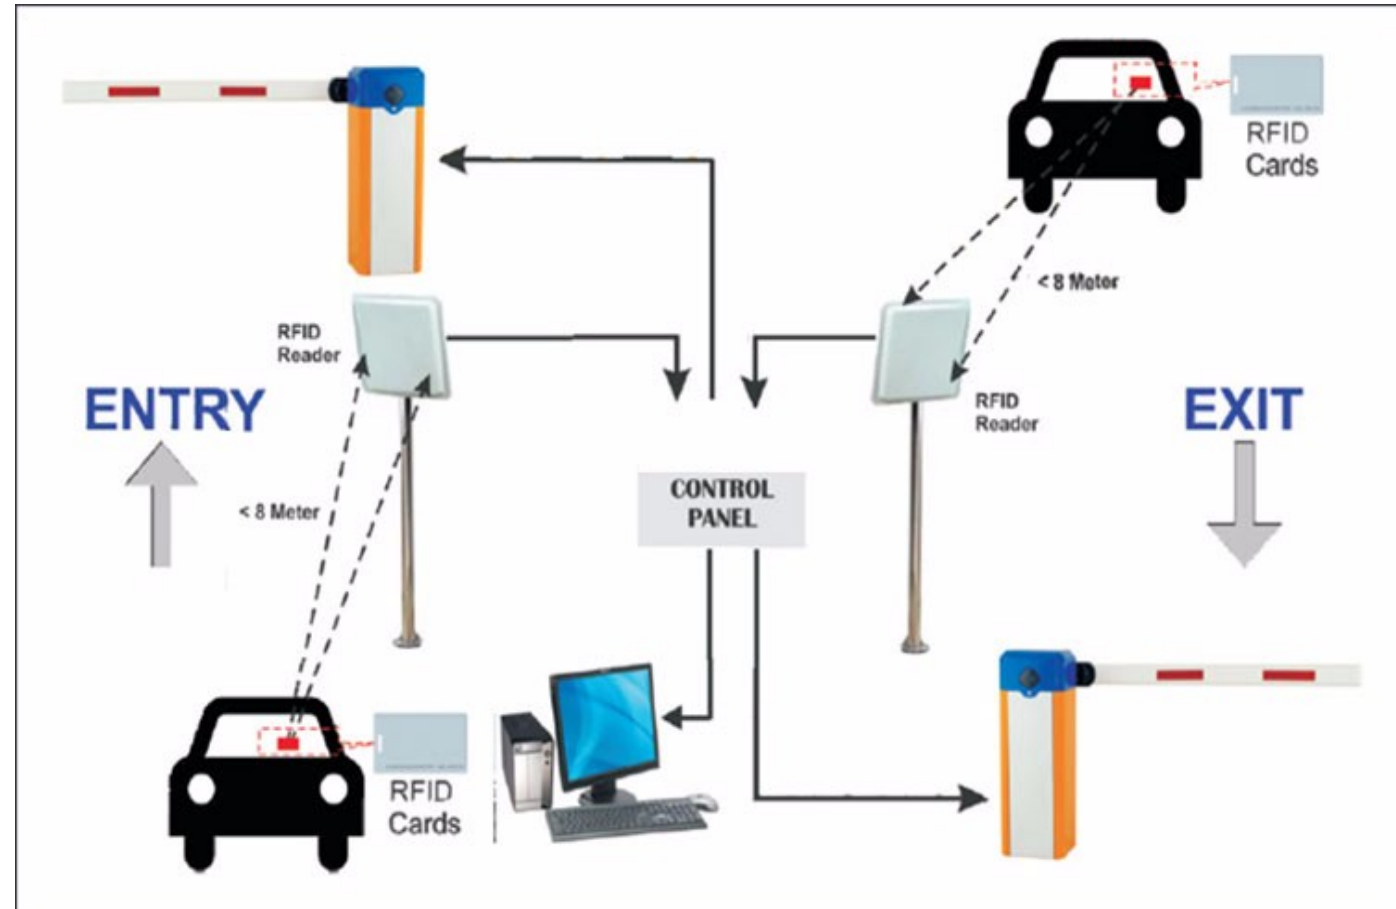 RFID
Cards
< 8 Meter
RFID
Reader
ENTRY
RFID
Reader
EXIT
CONTROL
PANEL
< 8 Meter
RFID
Cards